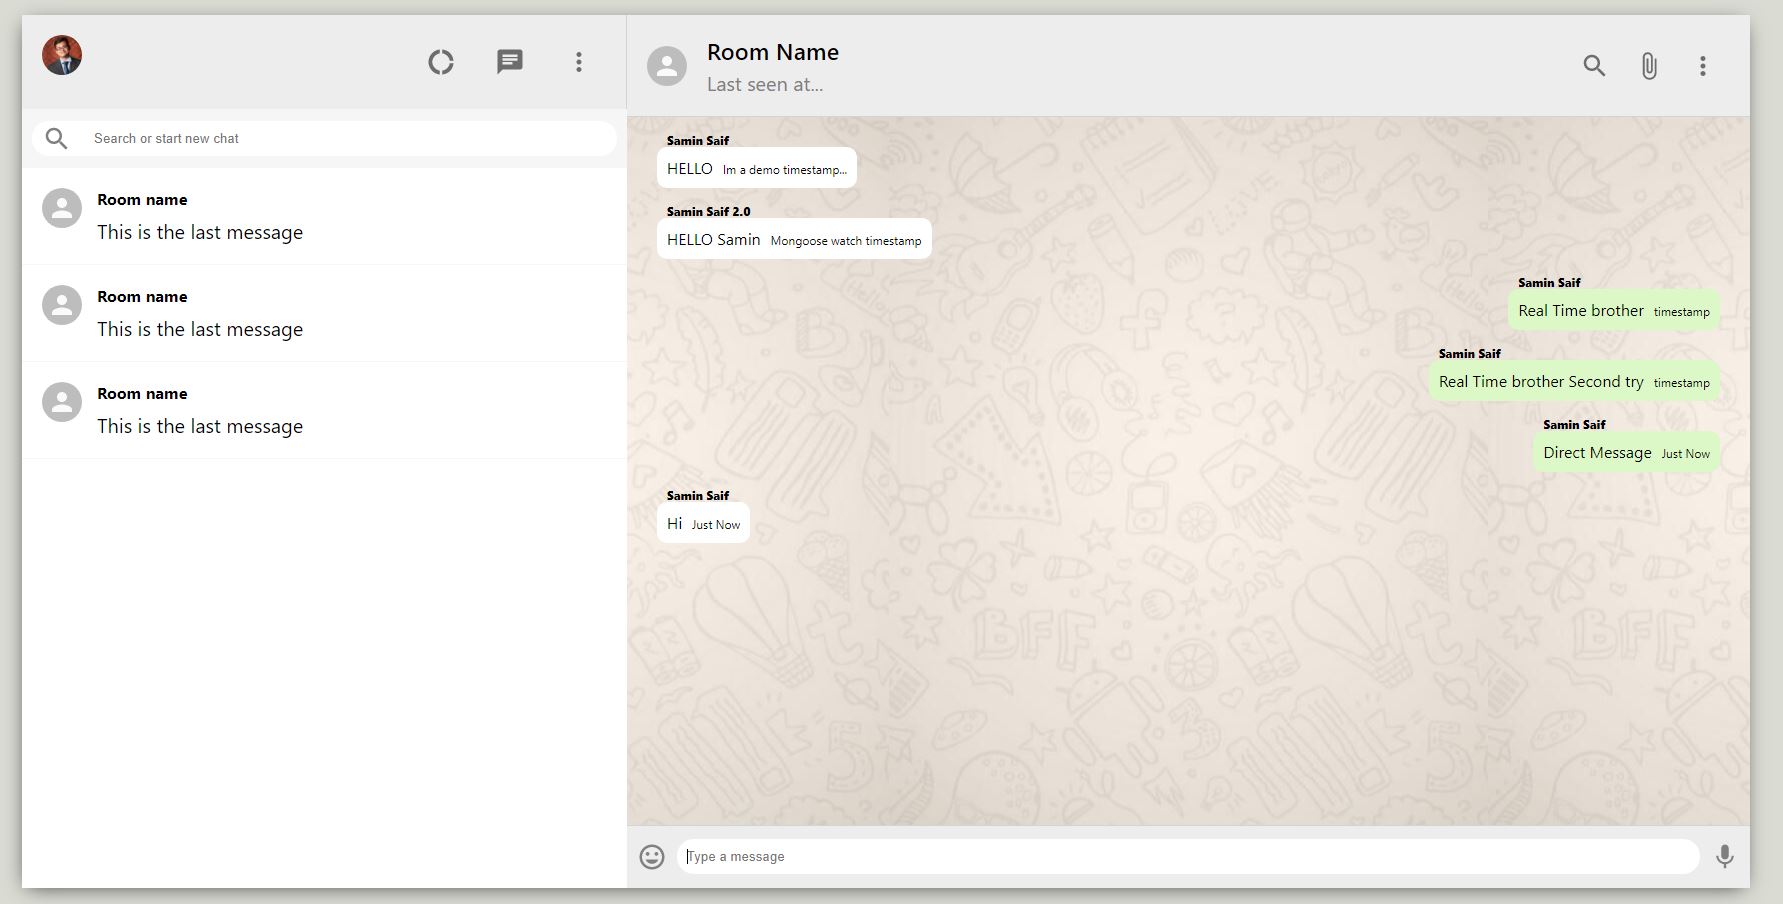 Room Name
Last seen at...
Search or start new chat
Room name
This is the last message
Room name
This is the last message
Room name
This is the last message
Samin Saif
HELLO Im a demo timestamp...
Samin Saif 2.0
HELLO Samin Mongoose watch timestamp
Samin Saif
Real Time brother timestamp
Samin Saif
Real Time brother Second try timestamp
Samin Saif
Direct Message Just Now
Samin Saif
Hi Just Now
BFF
Type a message